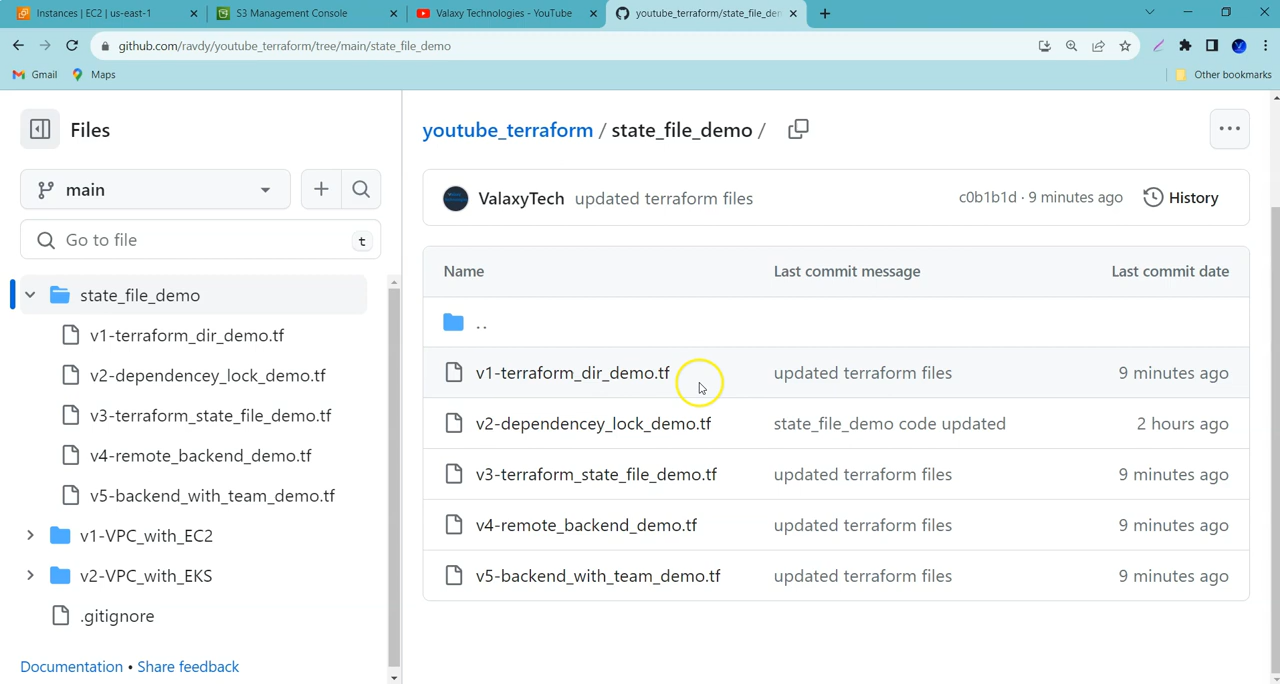 Instances | EC2 | us-east-1
S3 Management Console
Valaxy Technologies - YouTube
youtube_terraform/state_file_den
github.com/ravdy/youtube_terraform/tree/main/state_file_demo
Gmail
Maps
Other bookmarks
Files
main
Go to file
t
state_file_demo
v1-terraform_dir_demo.tf
v2-dependencey_lock_demo.tf
v3-terraform_state_file_demo.tf
v4-remote_backend_demo.tf
v5-backend_with_team_demo.tf
v1-VPC_with_EC2
v2-VPC_with_EKS
.gitignore
Documentation • Share feedback
youtube_terraform / state_file_demo /
ValaxyTech updated terraform files c0b1b1d · 9 minutes ago History
Name Last commit message Last commit date
..
v1-terraform_dir_demo.tf updated terraform files 9 minutes ago
v2-dependencey_lock_demo.tf state_file_demo code updated 2 hours ago
v3-terraform_state_file_demo.tf updated terraform files 9 minutes ago
v4-remote_backend_demo.tf updated terraform files 9 minutes ago
v5-backend_with_team_demo.tf updated terraform files 9 minutes ago